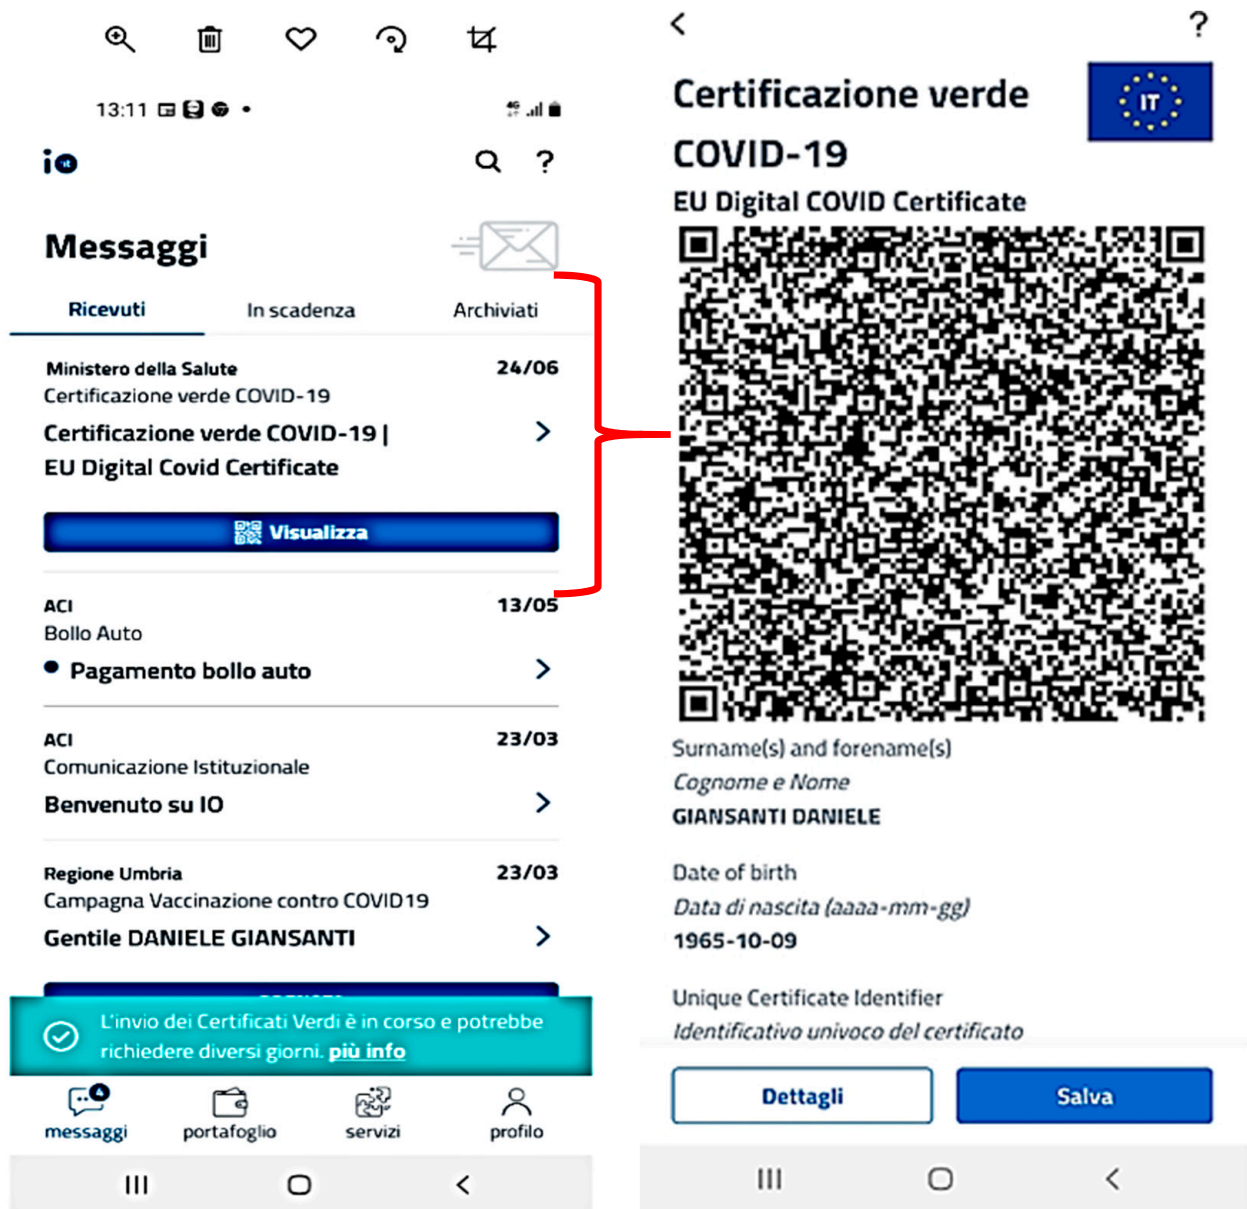 13:11
4G
io
it
?
Messaggi
Ricevuti
In scadenza
Archiviati
Ministero della Salute
24/06
Certificazione verde COVID-19
Certificazione verde COVID-19 |
EU Digital Covid Certificate
Visualizza
ACI
13/05
Bollo Auto
Pagamento bollo auto
ACI
23/03
Comunicazione Istituzionale
Benvenuto su IO
Regione Umbria
23/03
Campagna Vaccinazione contro COVID19
Gentile DANIELE GIANSANTI
L'invio dei Certificati Verdi è in corso e potrebbe
richiedere diversi giorni. più info
4
messaggi
portafoglio
servizi
profilo
?
Certificazione verde
COVID-19
IT
EU Digital COVID Certificate
Surname(s) and forename(s)
Cognome e Nome
GIANSANTI DANIELE
Date of birth
Data di nascita (aaaa-mm-gg)
1965-10-09
Unique Certificate Identifier
Identificativo univoco del certificato
Dettagli
Salva